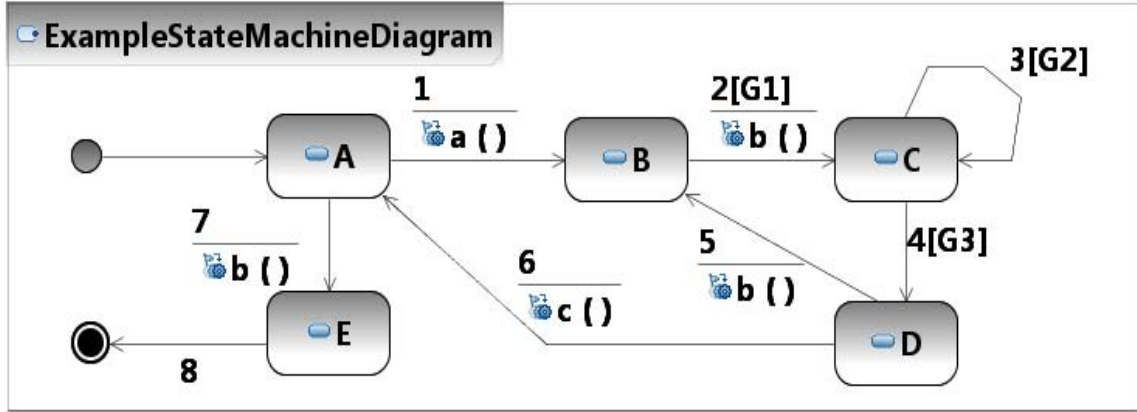 ExampleStateMachineDiagram
1
a ( )
2[G1]
b ( )
3[G2]
A
B
C
7
b ( )
6
c ( )
5
b ( )
4[G3]
E
D
8